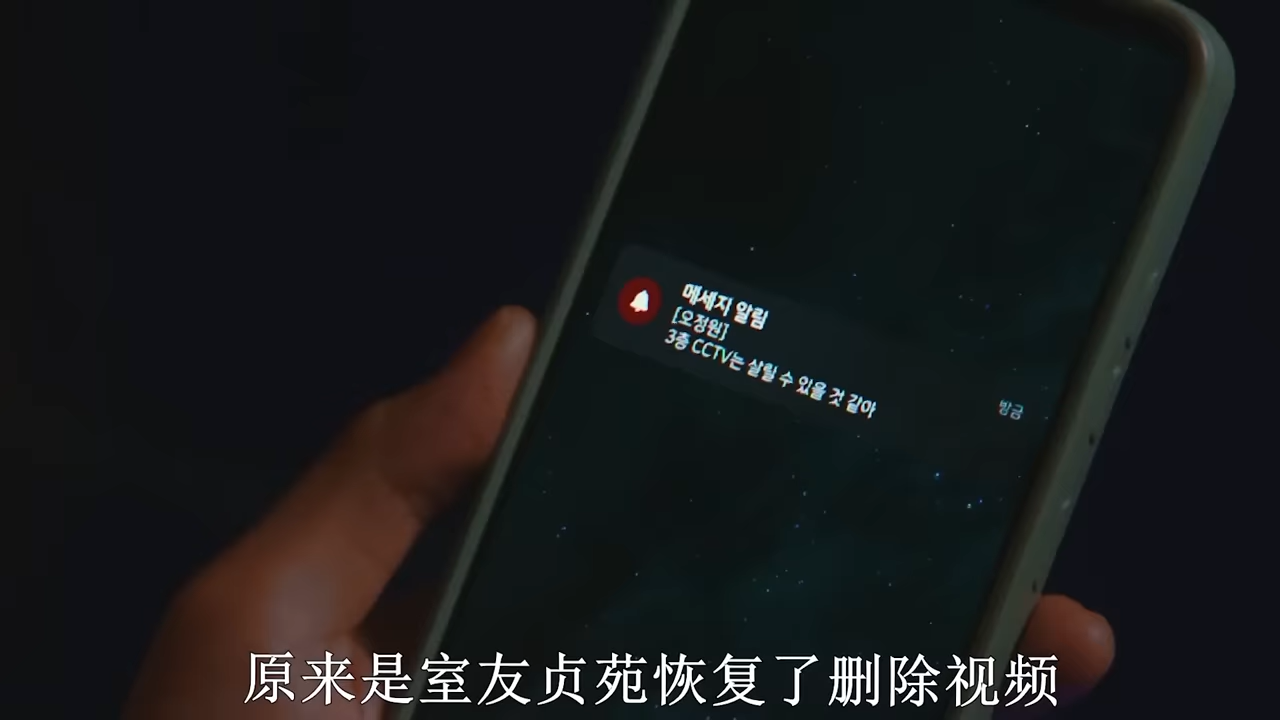 메세지 알림
[오정원]
3층 CCTV는 살릴 수 있을 것 같아
방금
原来是室友贞苑恢复了删除视频